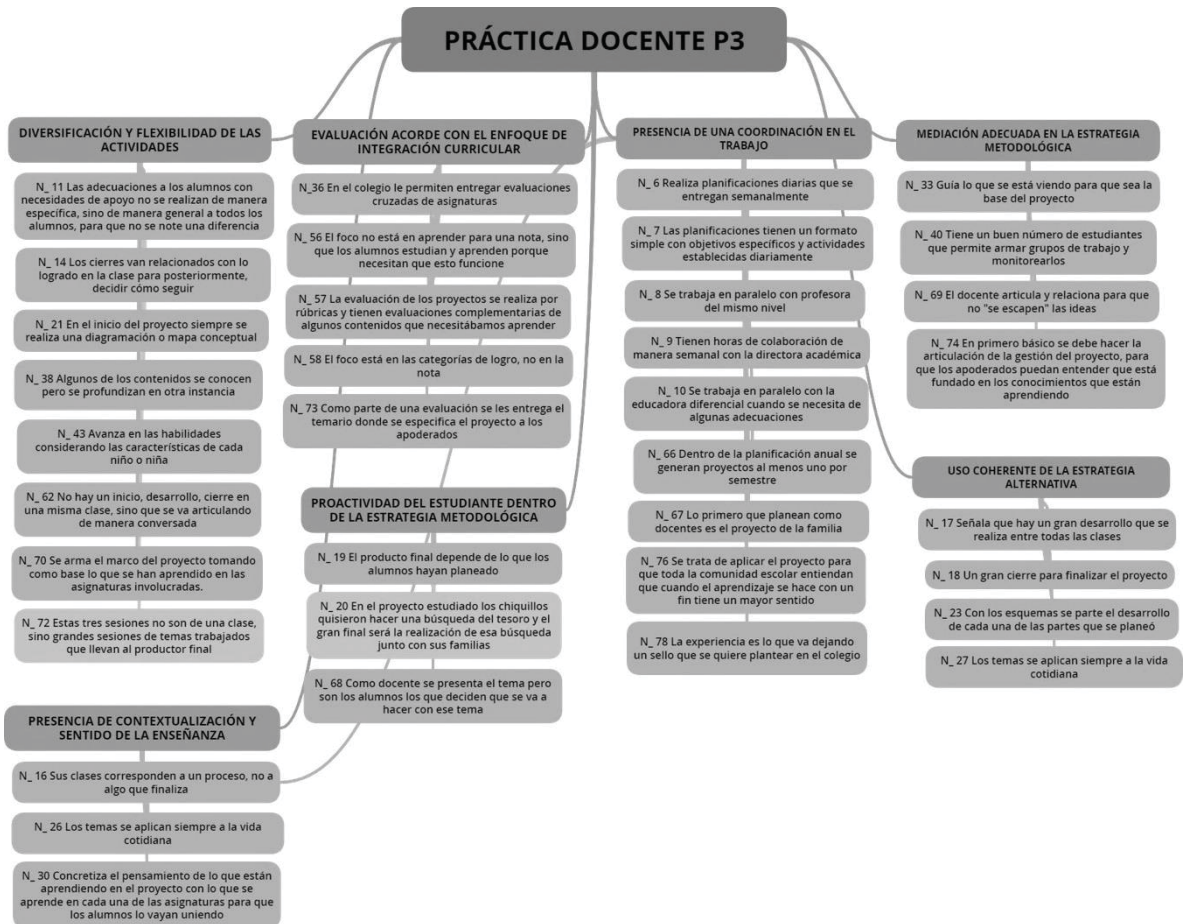 PRÁCTICA DOCENTE P3
DIVERSIFICACIÓN Y FLEXIBILIDAD DE LAS
ACTIVIDADES
N_ 11 Las adecuaciones a los alumnos con
necesidades de apoyo no se realizan de manera
específica, sino de manera general a todos los
alumnos, para que no se note una diferencia
N_ 14 Los cierres van relacionados con lo
logrado en la clase para posteriormente,
decidir cómo seguir
N_ 21 En el inicio del proyecto siempre se
realiza una diagramación o mapa conceptual
N_ 38 Algunos de los contenidos se conocen
pero se profundizan en otra instancia
N_ 43 Avanza en las habilidades
considerando las características de cada
niño o niña
N_ 62 No hay un inicio, desarrollo, cierre en
una misma clase, sino que se va articulando
de manera conversada
N_ 70 Se arma el marco del proyecto tomando
como base lo que se han aprendido en las
asignaturas involucradas.
N_ 72 Estas tres sesiones no son de una clase,
sino grandes sesiones de temas trabajados
que llevan al productor final
PRESENCIA DE CONTEXTUALIZACIÓN Y
SENTIDO DE LA ENSEÑANZA
N_ 16 Sus clases corresponden a un proceso, no a
algo que finaliza
N_ 26 Los temas se aplican siempre a la vida
cotidiana
N_ 30 Concretiza el pensamiento de lo que están
aprendiendo en el proyecto con lo que se
aprende en cada una de las asignaturas para que
los alumnos lo vayan uniendo
EVALUACIÓN ACORDE CON EL ENFOQUE DE
INTEGRACIÓN CURRICULAR
N_36 En el colegio le permiten entregar evaluaciones
cruzadas de asignaturas
N_ 56 El foco no está en aprender para una nota, sino
que los alumnos estudian y aprenden porque
necesitan que esto funcione
N_ 57 La evaluación de los proyectos se realiza por
rúbricas y tienen evaluaciones complementarias de
algunos contenidos que necesitábamos aprender
N_ 58 El foco está en las categorías de logro, no en la
nota
N_ 73 Como parte de una evaluación se les entrega el
temario donde se especifica el proyecto a los
apoderados
PROACTIVIDAD DEL ESTUDIANTE DENTRO
DE LA ESTRATEGIA METODOLÓGICA
N_ 19 El producto final depende de lo que los
alumnos hayan planeado
N_ 20 En el proyecto estudiado los chiquillos
quisieron hacer una búsqueda del tesoro y el
gran final será la realización de esa búsqueda
junto con sus familias
N_ 68 Como docente se presenta el tema pero
son los alumnos los que deciden que se va a
hacer con ese tema
PRESENCIA DE UNA COORDINACIÓN EN EL
TRABAJO
N_ 6 Realiza planificaciones diarias que se
entregan semanalmente
N_ 7 Las planificaciones tienen un formato
simple con objetivos específicos y actividades
establecidas diariamente
N_ 8 Se trabaja en paralelo con profesora
del mismo nivel
N_ 9 Tienen horas de colaboración de
manera semanal con la directora académica
N_ 10 Se trabaja en paralelo con la
educadora diferencial cuando se necesita de
algunas adecuaciones
N_ 66 Dentro de la planificación anual se
generan proyectos al menos uno por
semestre
N_ 67 Lo primero que planean como
docentes es el proyecto de la familia
N_ 76 Se trata de aplicar el proyecto para
que toda la comunidad escolar entiendan
que cuando el aprendizaje se hace con un
fin tiene un mayor sentido
N_ 78 La experiencia es lo que va dejando
un sello que se quiere plantear en el colegio
MEDIACIÓN ADECUADA EN LA ESTRATEGIA
METODOLÓGICA
N_ 33 Guía lo que se está viendo para que sea la
base del proyecto
N_ 40 Tiene un buen número de estudiantes
que permite armar grupos de trabajo y
monitorearlos
N_ 69 El docente articula y relaciona para que
no "se escapen" las ideas
N_ 74 En primero básico se debe hacer la
articulación de la gestión del proyecto, para
que los apoderados puedan entender que está
fundado en los conocimientos que están
aprendiendo
USO COHERENTE DE LA ESTRATEGIA
ALTERNATIVA
N_ 17 Señala que hay un gran desarrollo que se
realiza entre todas las clases
N_ 18 Un gran cierre para finalizar el proyecto
N_ 23 Con los esquemas se parte el desarrollo
de cada una de las partes que se planeó
N_ 27 Los temas se aplican siempre a la vida
cotidiana